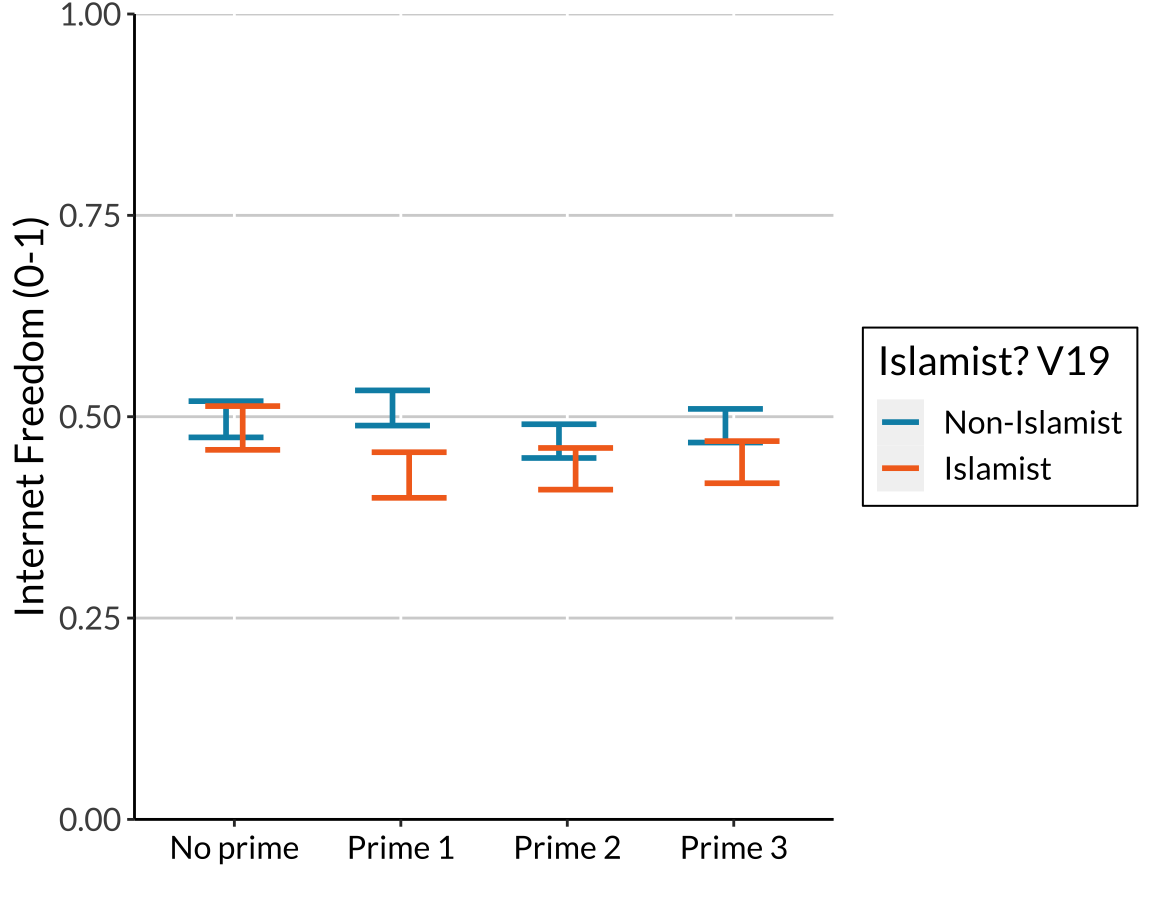 Internet Freedom (0-1)
1.00
0.75
0.50
0.25
0.00
No prime
Prime 1
Prime 2
Prime 3
Islamist? V19
Non-Islamist
Islamist